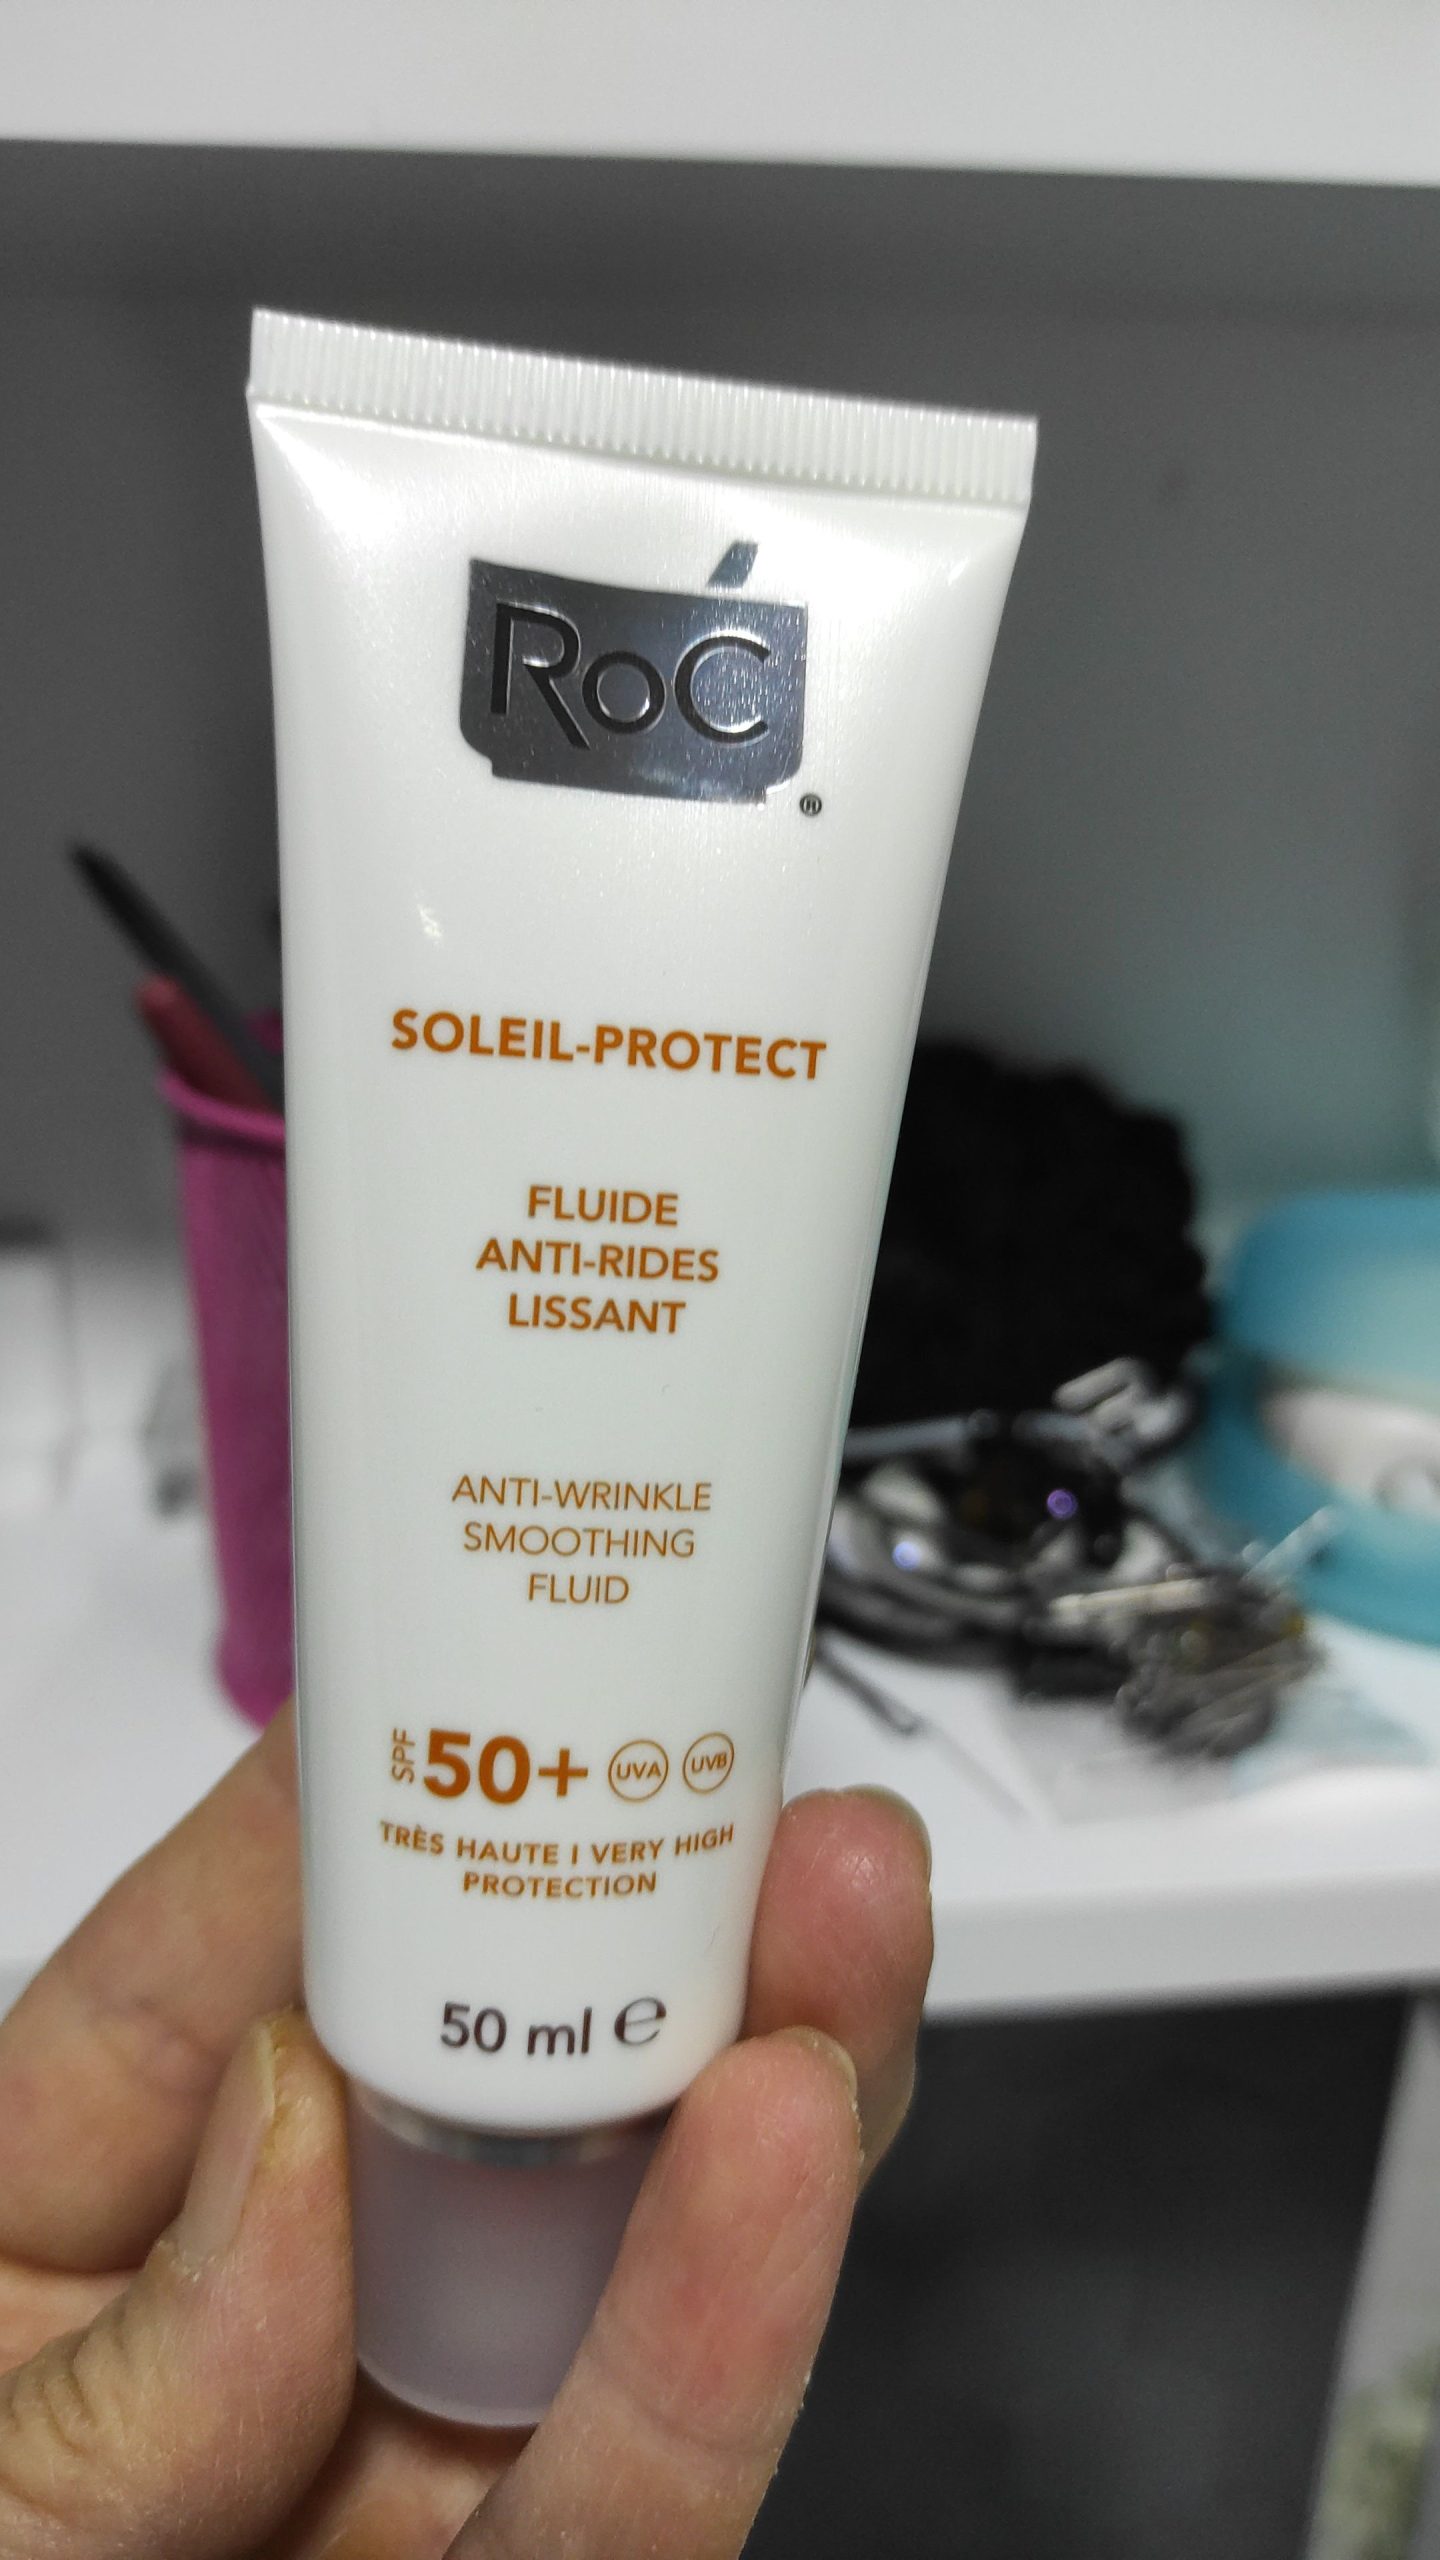 RoC
®
SOLEIL-PROTECT
FLUIDE
ANTI-RIDES
LISSANT
ANTI-WRINKLE
SMOOTHING
FLUID
SPF 50+ UVA UVB
TRÈS HAUTE I VERY HIGH
PROTECTION
50 ml ℮